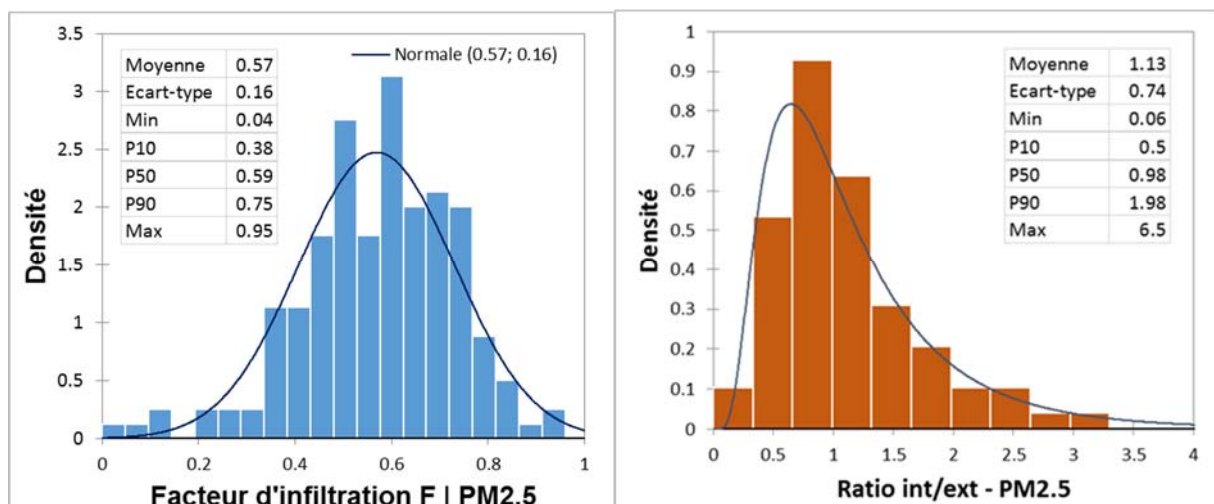 3.5
3
2.5
2
1.5
1
0.5
0
Densité
Moyenne 0.57
Ecart-type 0.16
Min 0.04
P10 0.38
P50 0.59
P90 0.75
Max 0.95
Normale (0.57; 0.16)
0 0.2 0.4 0.6 0.8 1
Facteur d'infiltration F | PM2.5
1
0.9
0.8
0.7
0.6
0.5
0.4
0.3
0.2
0.1
0
Densité
Moyenne 1.13
Ecart-type 0.74
Min 0.06
P10 0.5
P50 0.98
P90 1.98
Max 6.5
0 0.5 1 1.5 2 2.5 3 3.5 4
Ratio int/ext - PM2.5